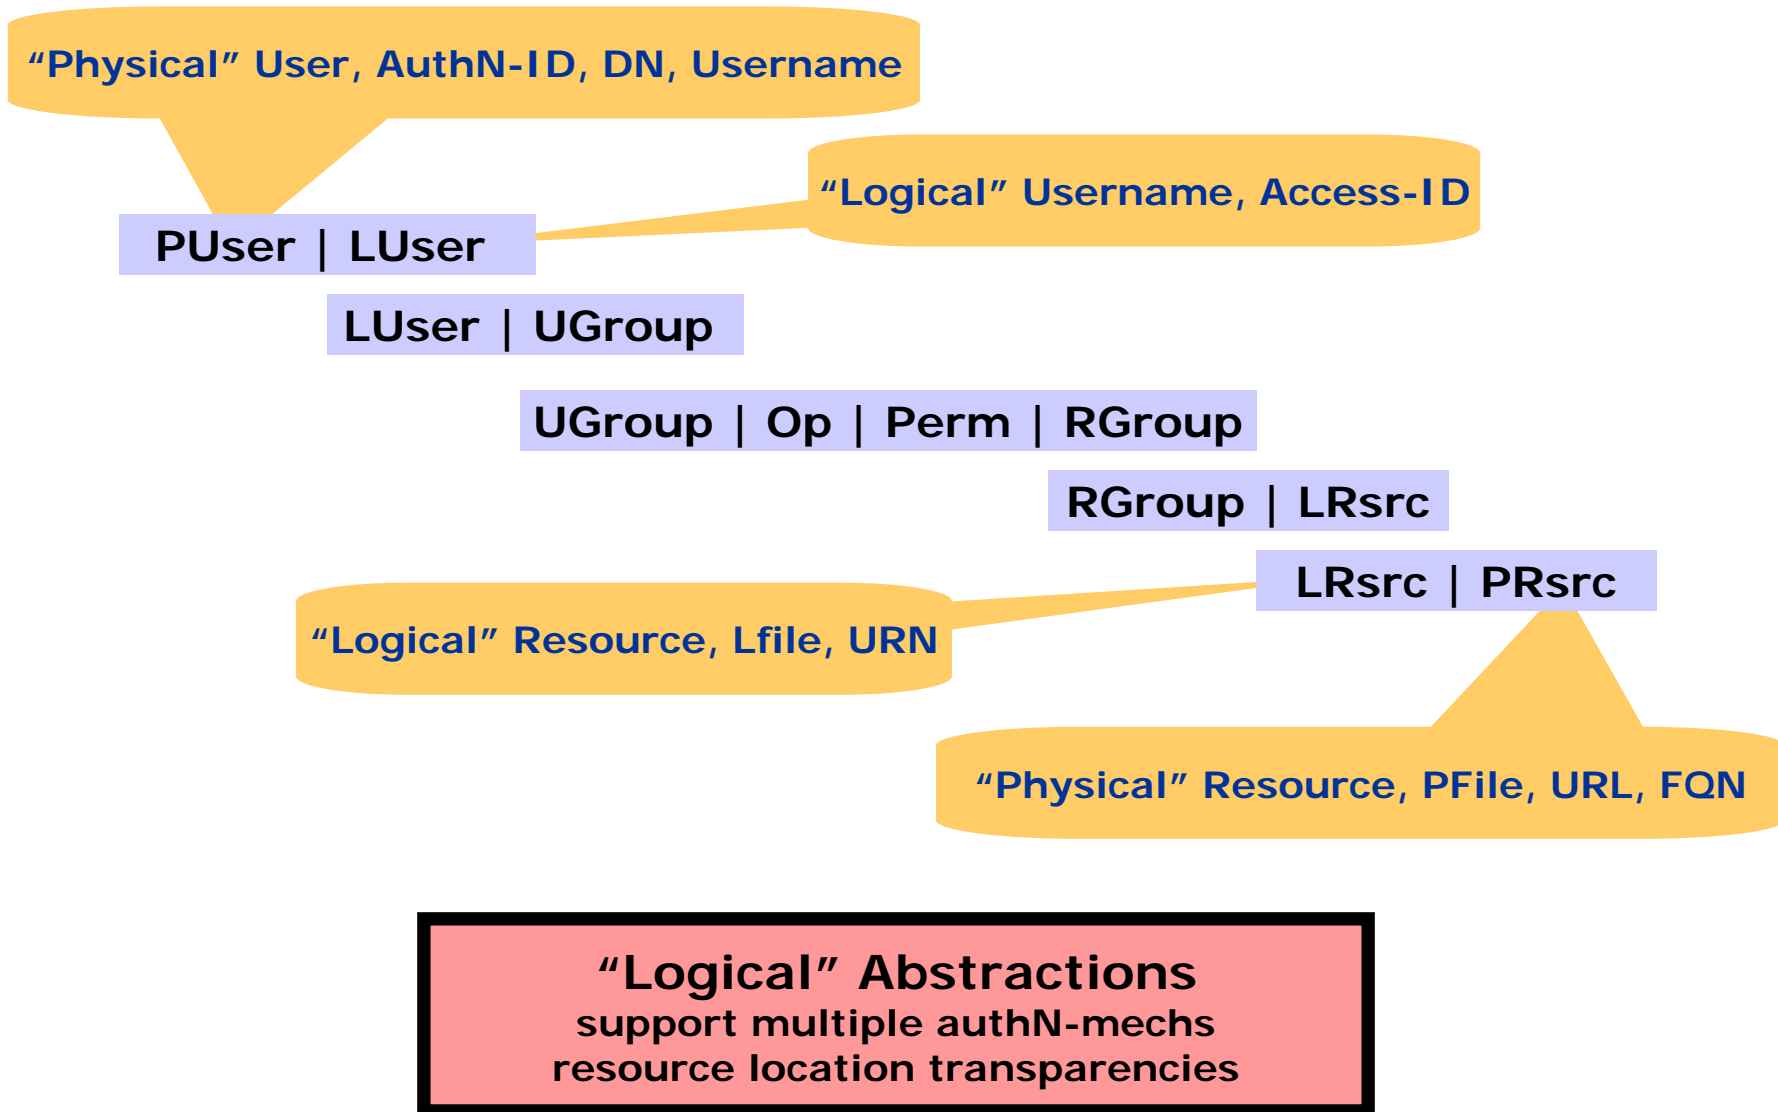 “Physical” User, AuthN-ID, DN, Username
“Logical” Username, Access-ID
PUser | LUser
LUser | UGroup
UGroup | Op | Perm | RGroup
RGroup | LRsrc
LRsrc | PRsrc
“Logical” Resource, Lfile, URN
“Physical” Resource, PFile, URL, FQN
“Logical” Abstractions
support multiple authN-mechs
resource location transparencies